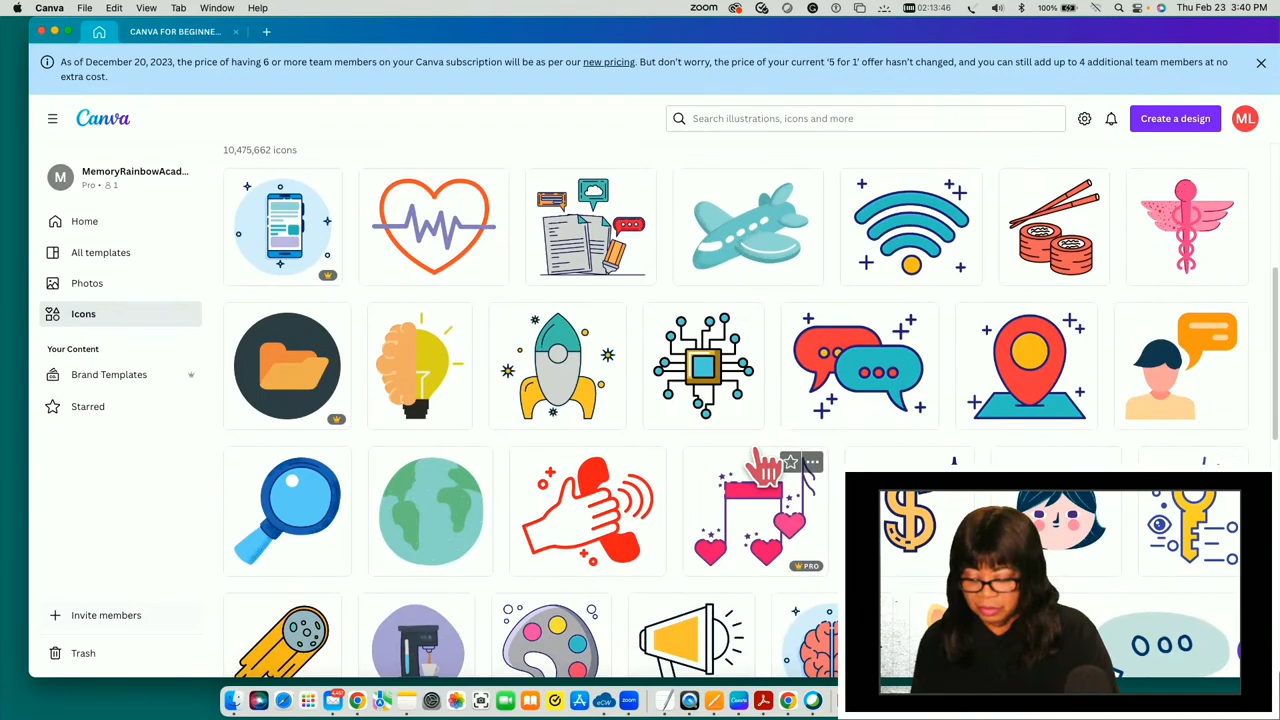 Canva File Edit View Tab Window Help zoom 02:13:46 100% Thu Feb 23 3:40 PM
CANVA FOR BEGINNE...
As of December 20, 2023, the price of having 6 or more team members on your Canva subscription will be as per our new pricing. But don't worry, the price of your current '5 for 1' offer hasn't changed, and you can still add up to 4 additional team members at no
extra cost.
Canva
Search illustrations, icons and more
Create a design
ML
10,475,662 icons
M
MemoryRainbowAcad...
Pro • 1
Home
All templates
Photos
Icons
Your Content
Brand Templates
Starred
PRO
Invite members
Trash
eCW
zoom